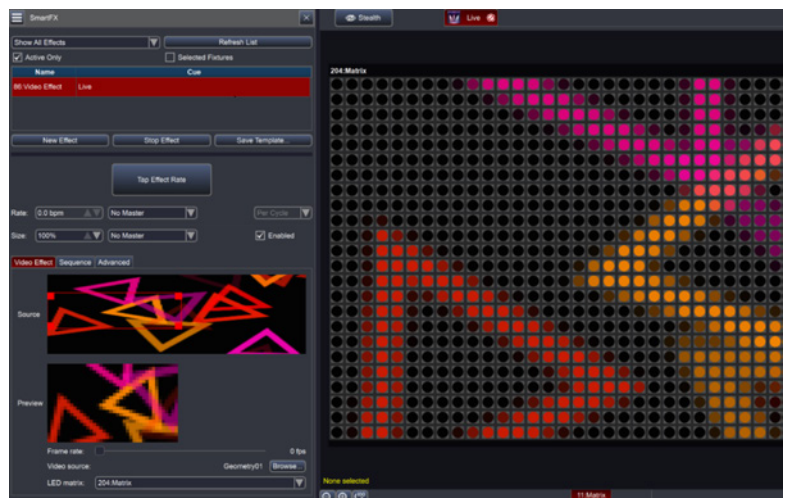 SmartFX
Stealth
Live
Show All Effects
Refresh List
Active Only
Selected Fixtures
Name
Cue
86:Video Effect
Live
New Effect
Stop Effect
Save Template...
Tap Effect Rate
Rate:
0.0 bpm
No Master
Per Cycle
Size:
100%
No Master
Enabled
Video Effect
Sequence
Advanced
Source
Preview
Frame rate:
0 fps
Video source:
Geometry01
Browse...
LED matrix:
204:Matrix
204:Matrix
None selected
11:Matrix